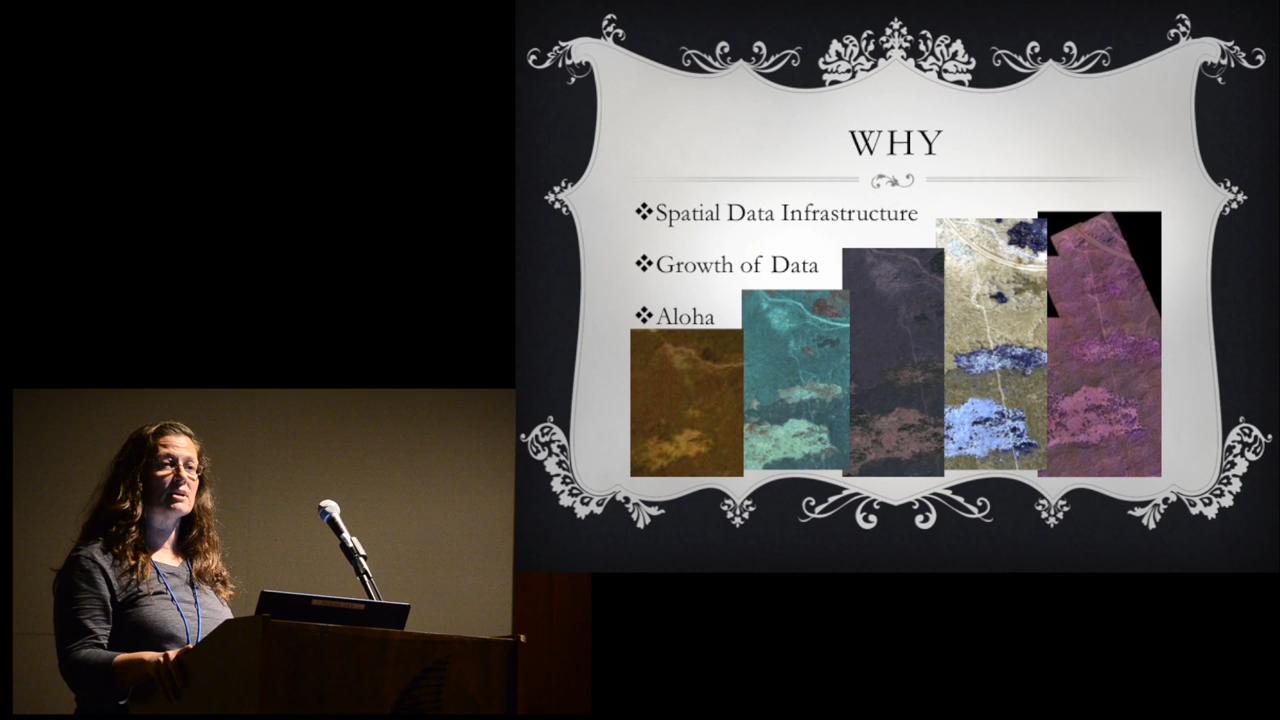 WHY
❖Spatial Data Infrastructure
❖Growth of Data
❖Aloha